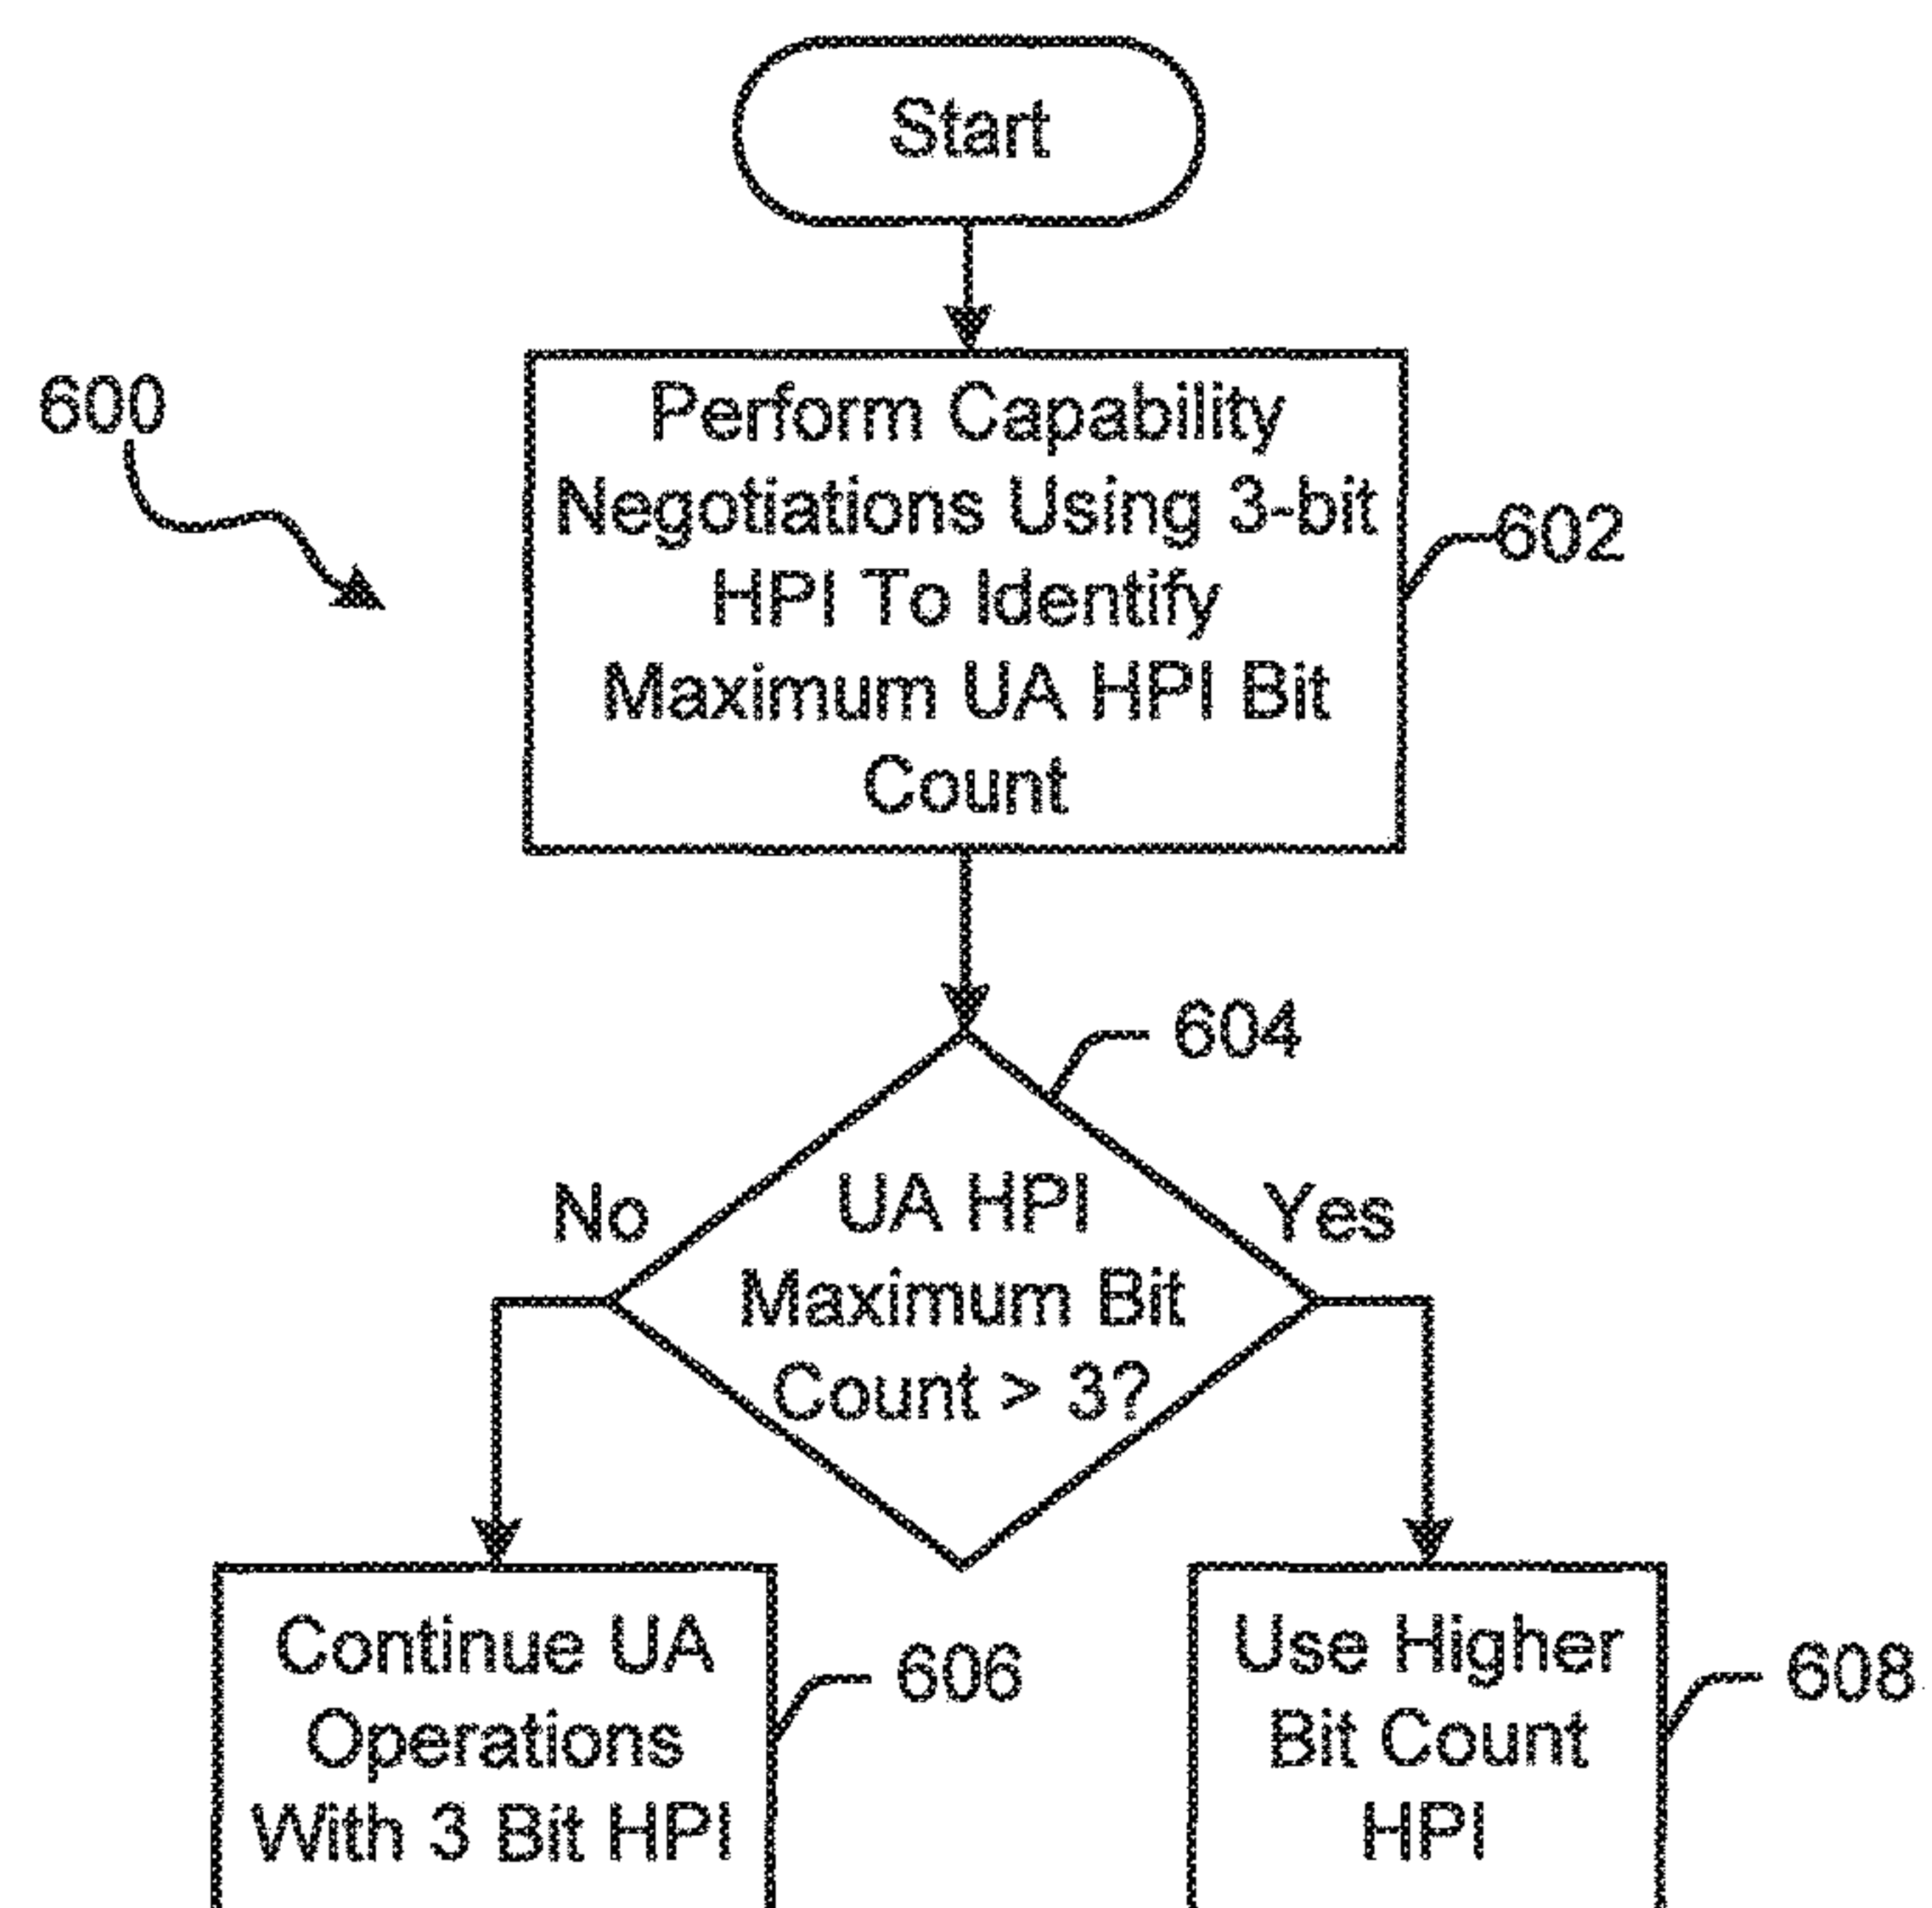 Start
600
Perform Capability
Negotiations Using 3-bit
HPI To Identify
Maximum UA HPI Bit
Count
602
604
No
Yes
UA HPI
Maximum Bit
Count > 3?
Continue UA
Operations
With 3 Bit HPI
606
Use Higher
Bit Count
HPI
608